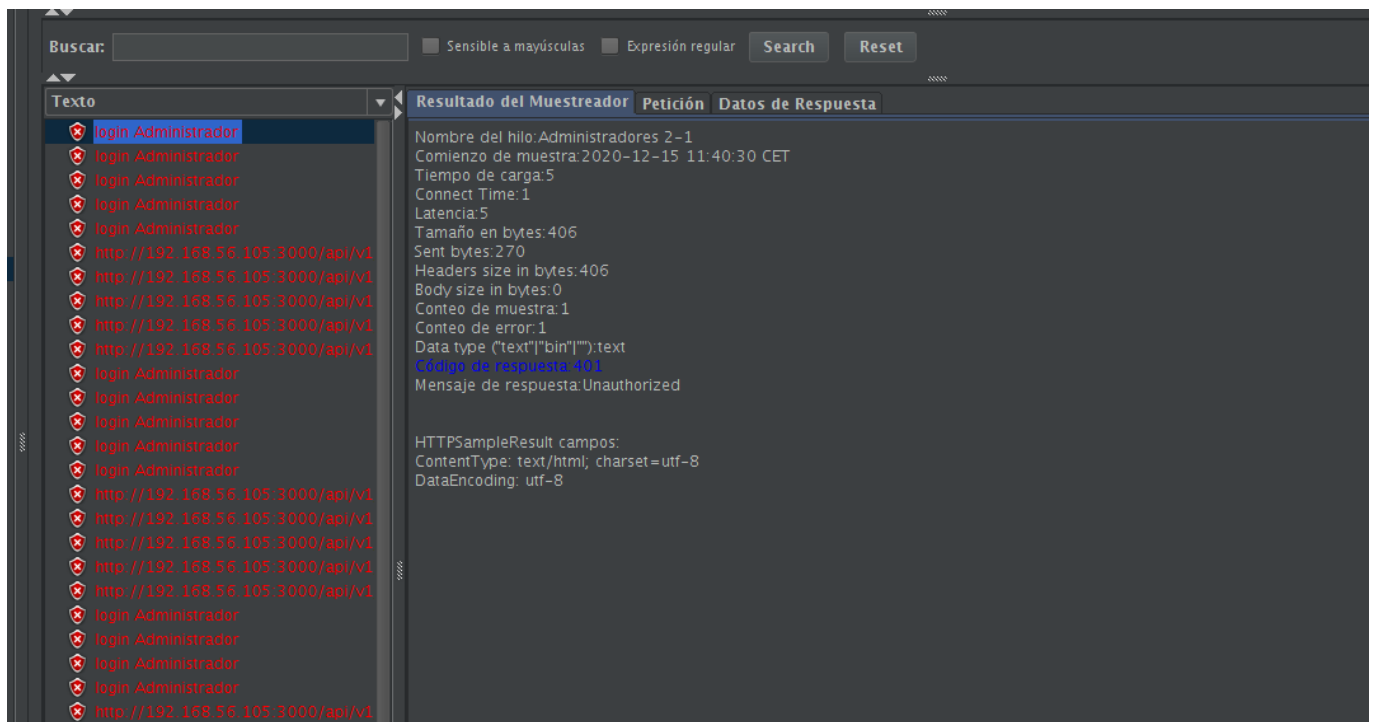 Buscar:
Sensible a mayúsculas
Expresión regular
Search
Reset
Texto
Resultado del Muestreador
Petición
Datos de Respuesta
login Administrador
login Administrador
login Administrador
login Administrador
login Administrador
http://192.168.56.105:3000/api/v1
http://192.168.56.105:3000/api/v1
http://192.168.56.105:3000/api/v1
http://192.168.56.105:3000/api/v1
http://192.168.56.105:3000/api/v1
login Administrador
login Administrador
login Administrador
login Administrador
login Administrador
http://192.168.56.105:3000/api/v1
http://192.168.56.105:3000/api/v1
http://192.168.56.105:3000/api/v1
http://192.168.56.105:3000/api/v1
http://192.168.56.105:3000/api/v1
login Administrador
login Administrador
login Administrador
login Administrador
http://192.168.56.105:3000/api/v1
Nombre del hilo:Administradores 2-1
Comienzo de muestra:2020-12-15 11:40:30 CET
Tiempo de carga:5
Connect Time:1
Latencia:5
Tamaño en bytes:406
Sent bytes:270
Headers size in bytes:406
Body size in bytes:0
Conteo de muestra:1
Conteo de error:1
Data type ("text"|"bin"|""):text
Código de respuesta:401
Mensaje de respuesta:Unauthorized
HTTPSampleResult campos:
ContentType: text/html; charset=utf-8
DataEncoding: utf-8